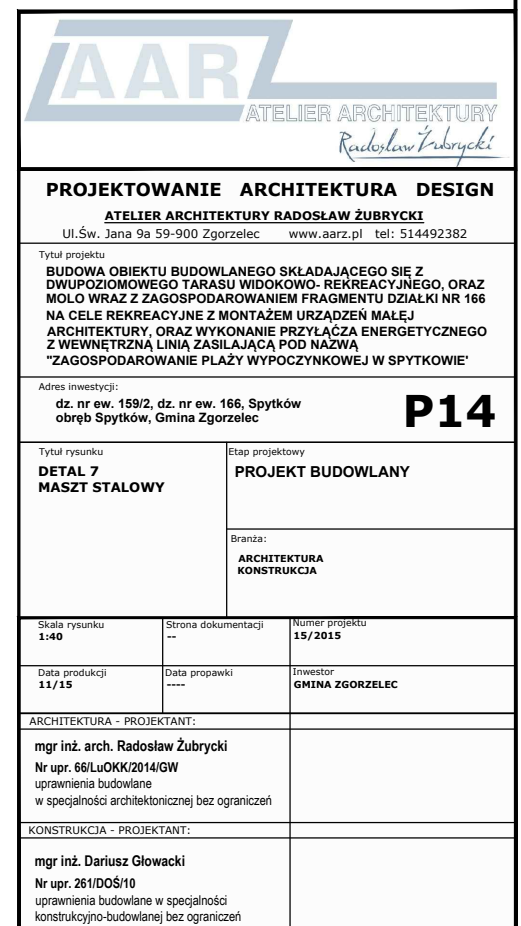 AARZ
ATELIER ARCHITEKTURY
Radosław Żubrycki
PROJEKTOWANIE ARCHITEKTURA DESIGN
ATELIER ARCHITEKTURY RADOSŁAW ŻUBRYCKI
Ul.Św. Jana 9a 59-900 Zgorzelec www.aarz.pl tel: 514492382
Tytuł projektu
BUDOWA OBIEKTU BUDOWLANEGO SKŁADAJĄCEGO SIĘ Z
DWUPOZIOMOWEGO TARASU WIDOKOWO- REKREACYJNEGO, ORAZ
MOLO WRAZ Z ZAGOSPODAROWANIEM FRAGMENTU DZIAŁKI NR 166
NA CELE REKREACYJNE Z MONTAŻEM URZĄDZEŃ MAŁĘJ
ARCHITEKTURY, ORAZ WYKONANIE PRZYŁĄĆZA ENERGETYCZNEGO
Z WEWNĘTRZNĄ LINIĄ ZASILAJĄCĄ POD NAZWĄ
"ZAGOSPODAROWANIE PLAŻY WYPOCZYNKOWEJ W SPYTKOWIE'
Adres inwestycji:
dz. nr ew. 159/2, dz. nr ew. 166, Spytków
obręb Spytków, Gmina Zgorzelec
P14
Tytuł rysunku
DETAL 7
MASZT STALOWY
Etap projektowy
PROJEKT BUDOWLANY
Branża:
ARCHITEKTURA
KONSTRUKCJA
Skala rysunku
1:40
Strona dokumentacji
--
Numer projektu
15/2015
Data produkcji
11/15
Data propawki
----
Inwestor
GMINA ZGORZELEC
ARCHITEKTURA - PROJEKTANT:
mgr inż. arch. Radosław Żubrycki
Nr upr. 66/LuOKK/2014/GW
uprawnienia budowlane
w specjalności architektonicznej bez ograniczeń
KONSTRUKCJA - PROJEKTANT:
mgr inż. Dariusz Głowacki
Nr upr. 261/DOŚ/10
uprawnienia budowlane w specjalności
konstrukcyjno-budowlanej bez ograniczeń